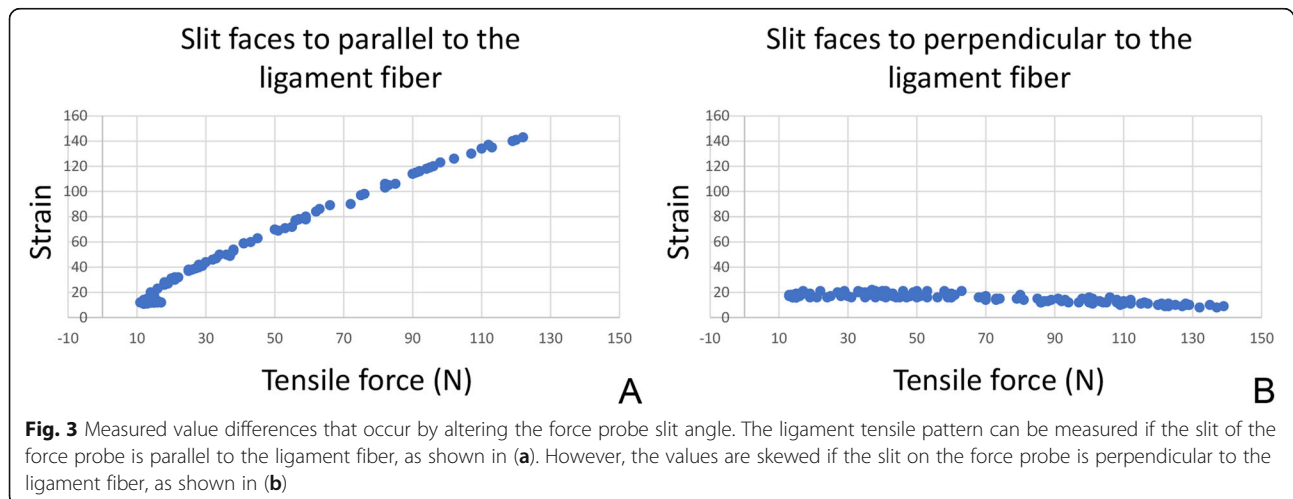 Slit faces to parallel to the
ligament fiber
160
140
120
100
80
60
40
20
0
Strain
-10 10 30 50 70 90 110 130 150
Tensile force (N)
A
Slit faces to perpendicular to the
ligament fiber
160
140
120
100
80
60
40
20
0
Strain
-10 10 30 50 70 90 110 130 150
Tensile force (N)
B
Fig. 3 Measured value differences that occur by altering the force probe slit angle. The ligament tensile pattern can be measured if the slit of the
force probe is parallel to the ligament fiber, as shown in (a). However, the values are skewed if the slit on the force probe is perpendicular to the
ligament fiber, as shown in (b)